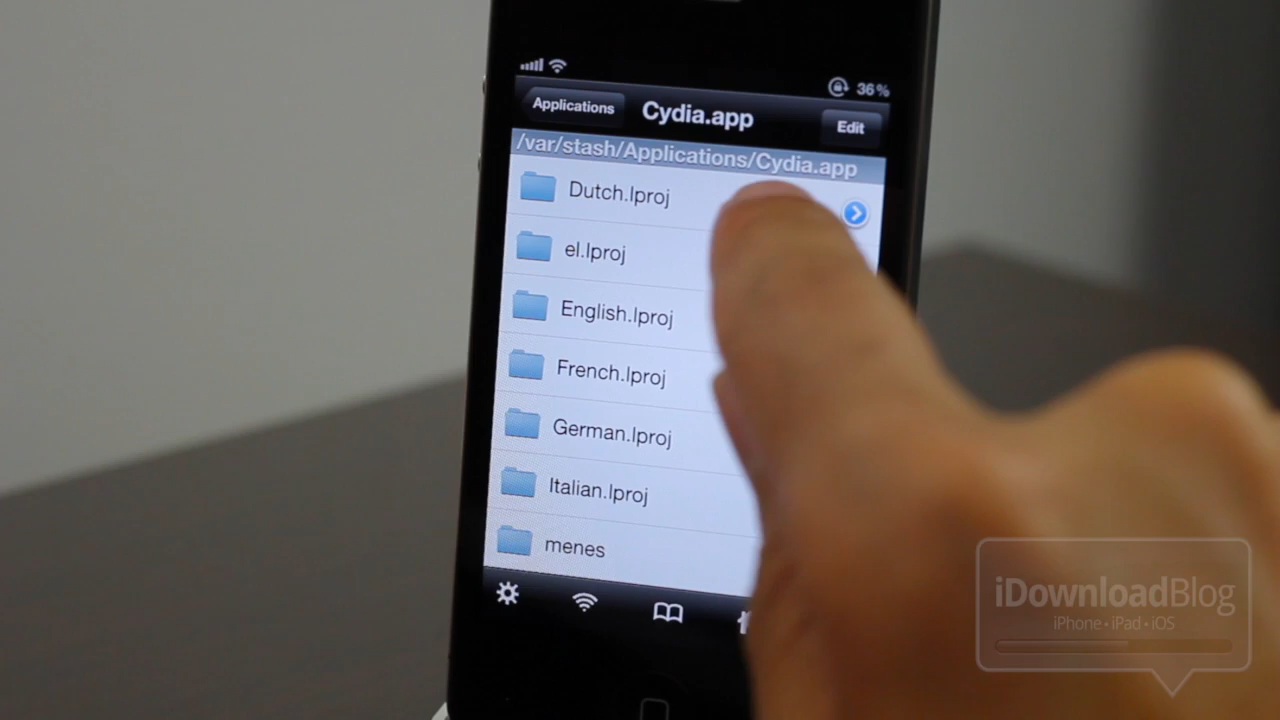 36%
Applications
Cydia.app
Edit
/var/stash/Applications/Cydia.app
Dutch.lproj
el.lproj
English.lproj
French.lproj
German.lproj
Italian.lproj
menes
iDownloadBlog
iPhone • iPad • iOS